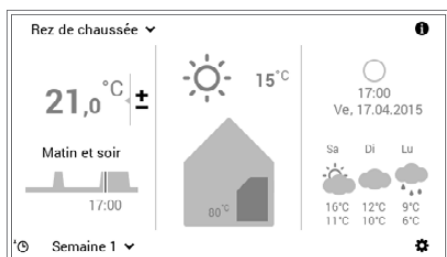 Rez de chaussée
21,0 °C ±
15°C
17:00
Ve, 17.04.2015
Matin et soir
17:00
80°C
Sa Di Lu
16°C 12°C 9°C
11°C 10°C 6°C
Semaine 1